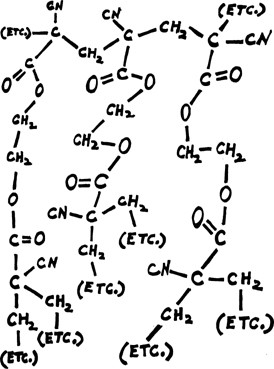 CN CN (ETC.)
(ETC.) C CH₂ C CH₂ C CN
O C O O C O C O
CH₂ CH₂ O
CH₂ CH₂ O CH₂ CH₂
O O C CH₂ O
CN C O C
C O CH₂ (ETC.)
C CN (ETC.) CN C CH₂
CH₂ CH₂ CH₂ (ETC.)
(ETC.) (ETC.) (ETC.)